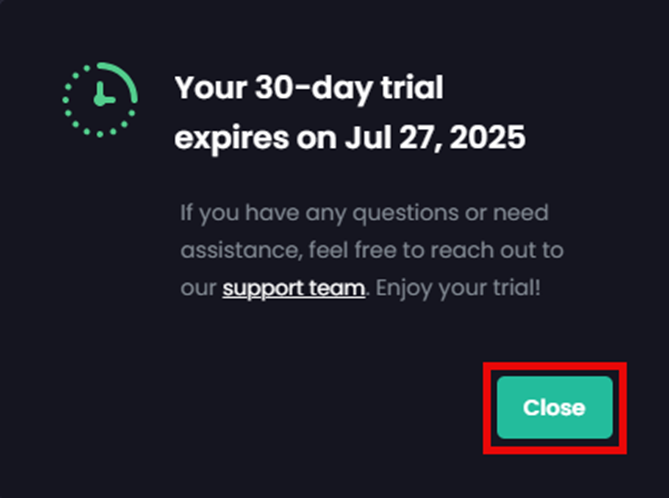 Your 30-day trial
expires on Jul 27, 2025
If you have any questions or need
assistance, feel free to reach out to
our support team. Enjoy your trial!
Close